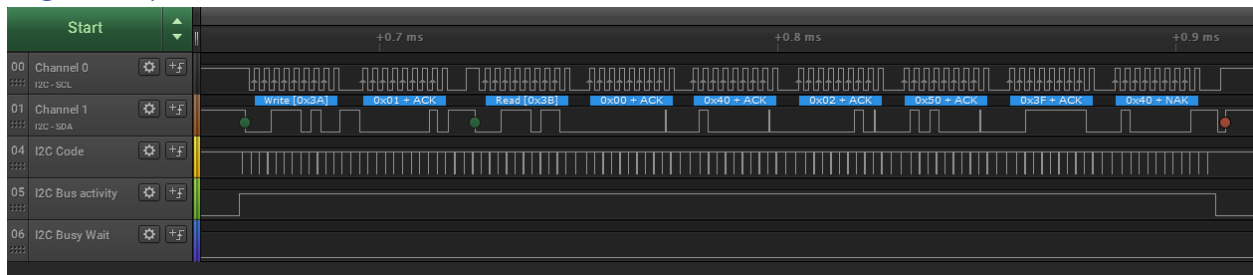 Start
+0.7 ms +0.8 ms +0.9 ms
00 Channel 0
I2C - SCL
Write [0x3A] 0x01 + ACK Read [0x3B] 0x00 + ACK 0x40 + ACK 0x02 + ACK 0x50 + ACK 0x3F + ACK 0x40 + NAK
01 Channel 1
I2C - SDA
04 I2C Code
05 I2C Bus activity
06 I2C Busy Wait